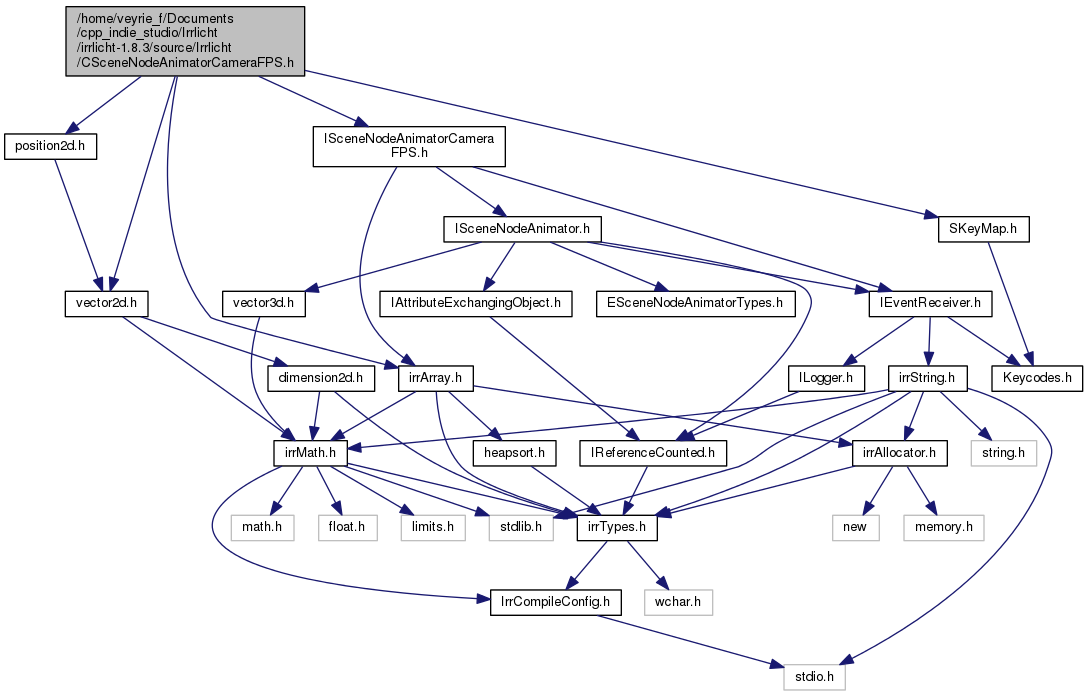 /home/veyrie_f/Documents
/cpp_indie_studio/Irrlicht
/irrlicht-1.8.3/source/Irrlicht
/CSceneNodeAnimatorCameraFPS.h
position2d.h
ISceneNodeAnimatorCamera
FPS.h
ISceneNodeAnimator.h
SKeyMap.h
vector2d.h
vector3d.h
IAttributeExchangingObject.h
ESceneNodeAnimatorTypes.h
IEventReceiver.h
dimension2d.h
irrArray.h
ILogger.h
irrString.h
Keycodes.h
irrMath.h
heapsort.h
IReferenceCounted.h
irrAllocator.h
string.h
math.h
float.h
limits.h
stdlib.h
irrTypes.h
new
memory.h
IrrCompileConfig.h
wchar.h
stdio.h